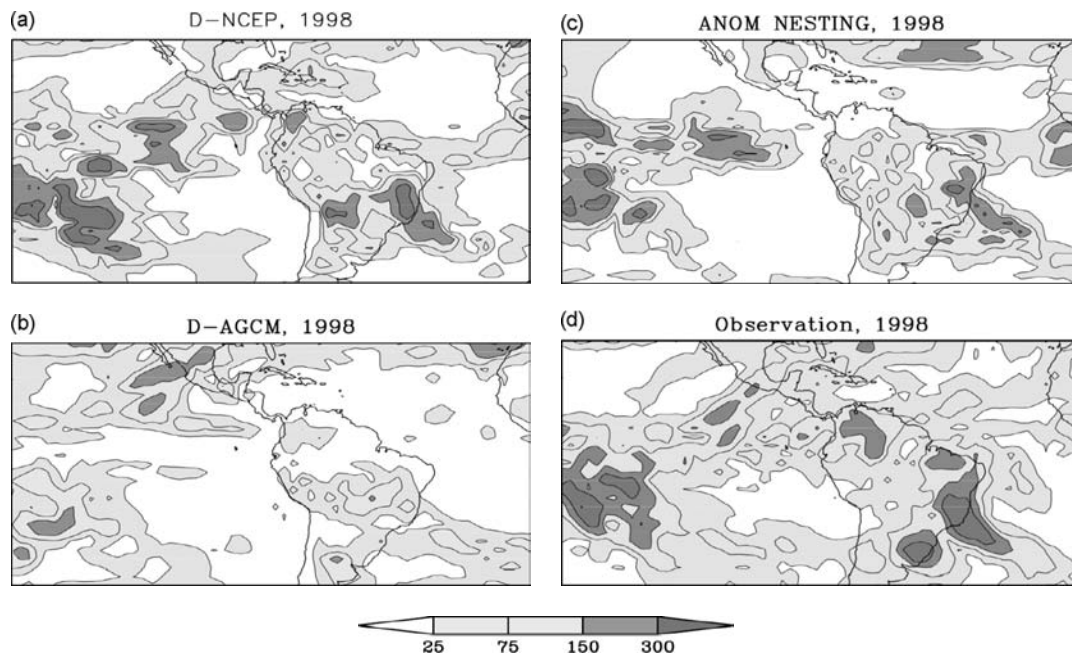 (a)
D-NCEP, 1998
(c)
ANOM NESTING, 1998
(b)
D-AGCM, 1998
(d)
Observation, 1998
25 75 150 300